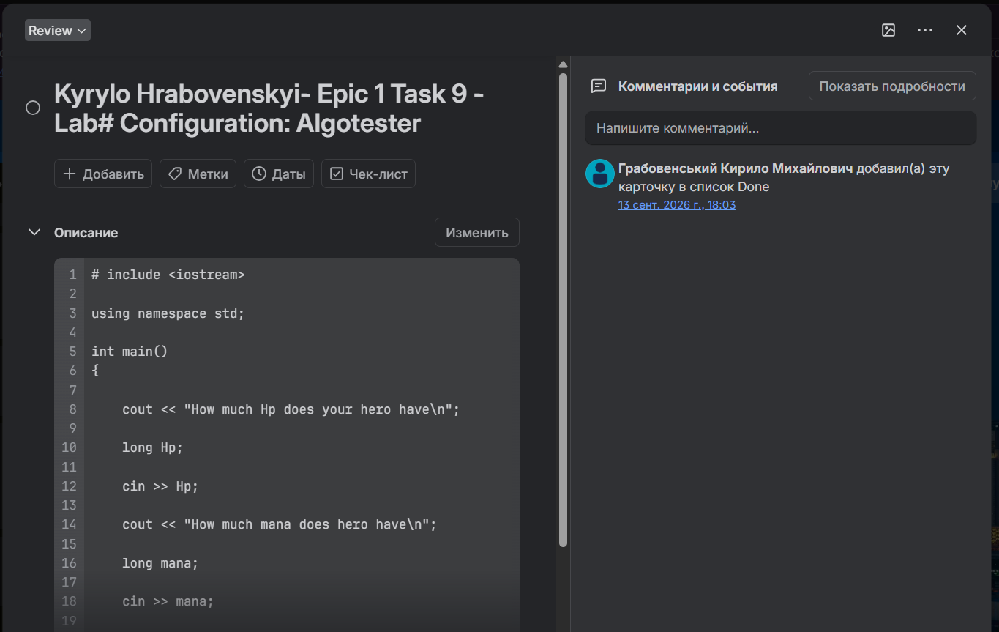 Review
Kyrylo Hrabovenskyi- Epic 1 Task 9 -
Lab# Configuration: Algotester
Добавить
Метки
Даты
Чек-лист
Описание
Изменить
1 # include <iostream>
2
3 using namespace std;
4
5 int main()
6 {
7
8 cout << "How much Hp does your hero have\n";
9
10 long Hp;
11
12 cin >> Hp;
13
14 cout << "How much mana does hero have\n";
15
16 long mana;
17
18 cin >> mana;
19
Комментарии и события
Показать подробности
Напишите комментарий...
Грабовенський Кирило Михайлович добавил(а) эту
карточку в список Done
13 сент. 2026 г., 18:03